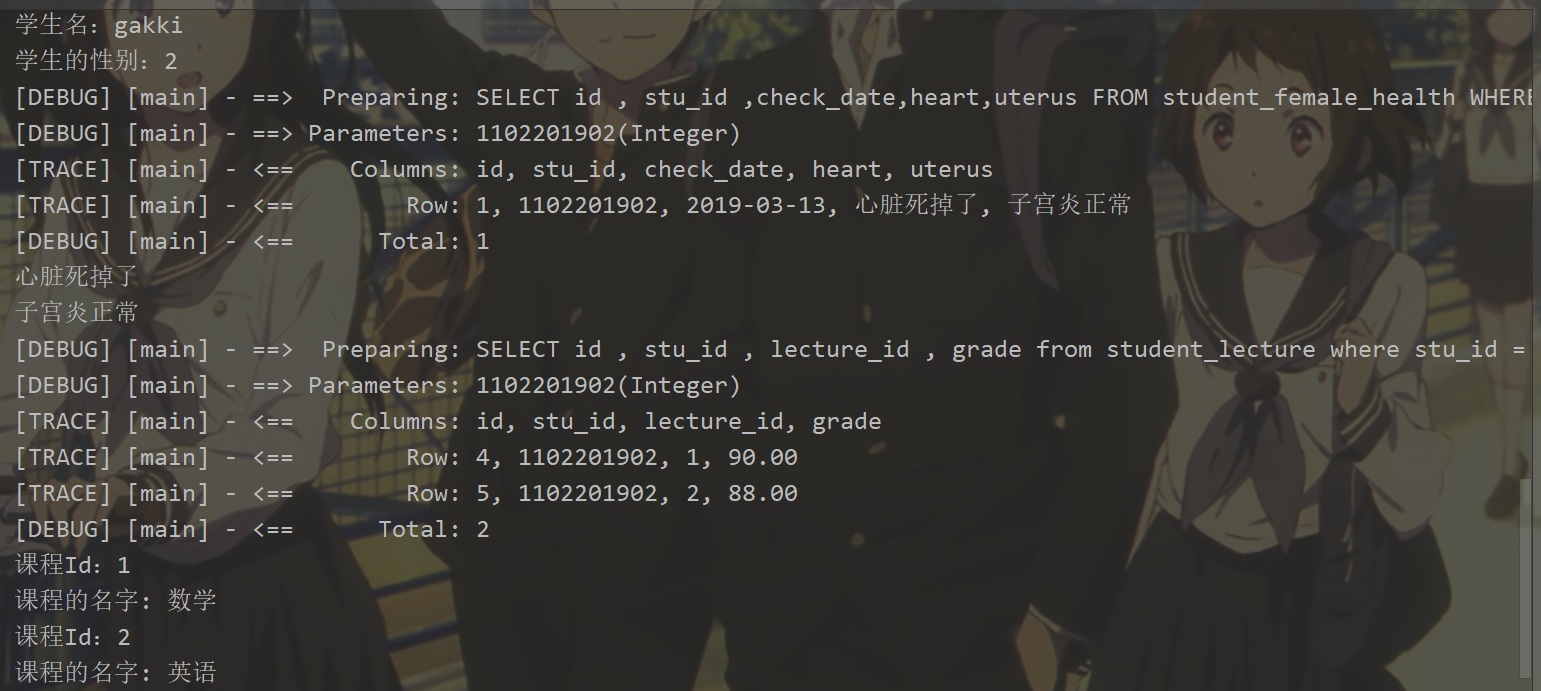 学生名：gakki
学生的性别：2
[DEBUG] [main] - ==>  Preparing: SELECT id , stu_id ,check_date,heart,uterus FROM student_female_health WHERE
[DEBUG] [main] - ==> Parameters: 1102201902(Integer)
[TRACE] [main] - <==    Columns: id, stu_id, check_date, heart, uterus
[TRACE] [main] - <==        Row: 1, 1102201902, 2019-03-13, 心脏死掉了, 子宫炎正常
[DEBUG] [main] - <==      Total: 1
心脏死掉了
子宫炎正常
[DEBUG] [main] - ==>  Preparing: SELECT id , stu_id , lecture_id , grade from student_lecture where stu_id =
[DEBUG] [main] - ==> Parameters: 1102201902(Integer)
[TRACE] [main] - <==    Columns: id, stu_id, lecture_id, grade
[TRACE] [main] - <==        Row: 4, 1102201902, 1, 90.00
[TRACE] [main] - <==        Row: 5, 1102201902, 2, 88.00
[DEBUG] [main] - <==      Total: 2
课程Id：1
课程的名字: 数学
课程Id：2
课程的名字: 英语